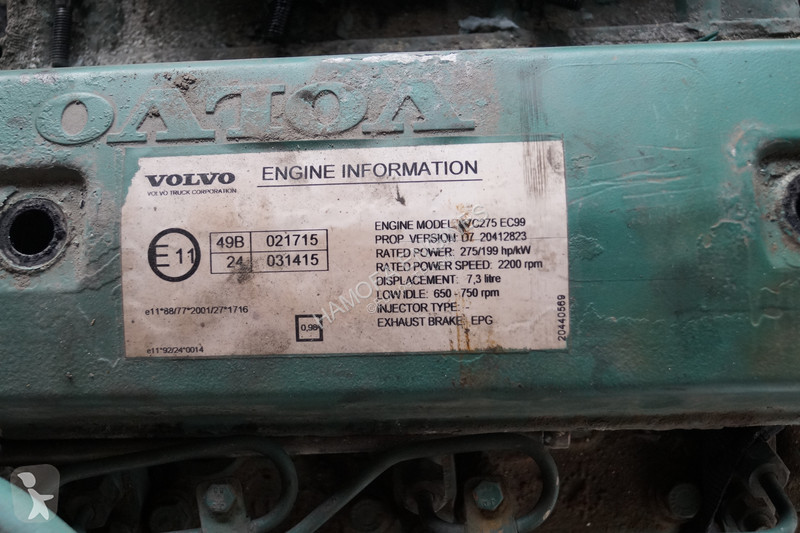 VOLVO
VOLVO
VOLVO TRUCK CORPORATION
ENGINE INFORMATION
E11
49B 021715
24 031415
e11*88/77*2001/27*1716
0,98
e11*92/24*0014
ENGINE MODEL: 7C275 EC99
PROP VERSION: D7 20412823
RATED POWER: 275/199 hp/kW
RATED POWER SPEED: 2200 rpm
DISPLACEMENT: 7,3 litre
LOW IDLE: 650 - 750 rpm
INJECTOR TYPE: -
EXHAUST BRAKE: EPG
20440569